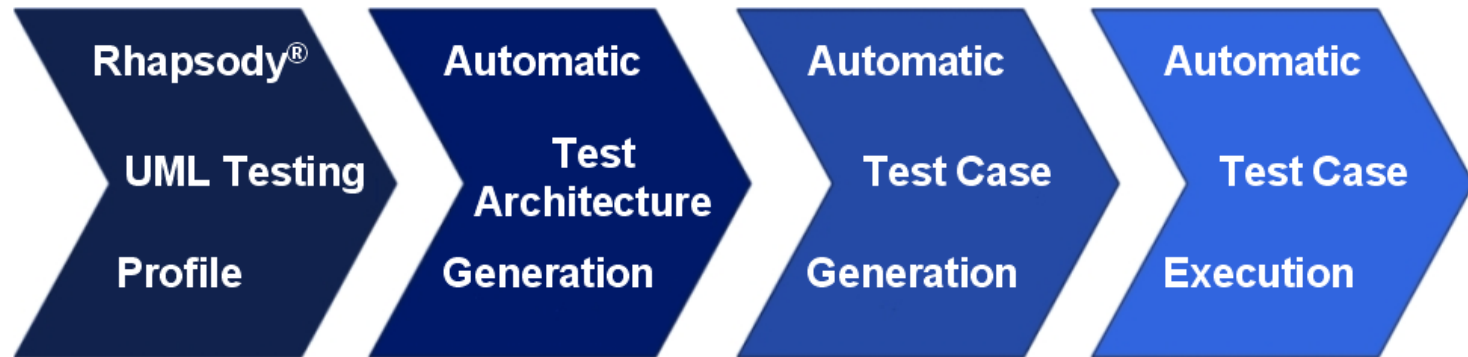 Rhapsody®
UML Testing
Profile
Automatic
Test
Architecture
Generation
Automatic
Test Case
Generation
Automatic
Test Case
Execution